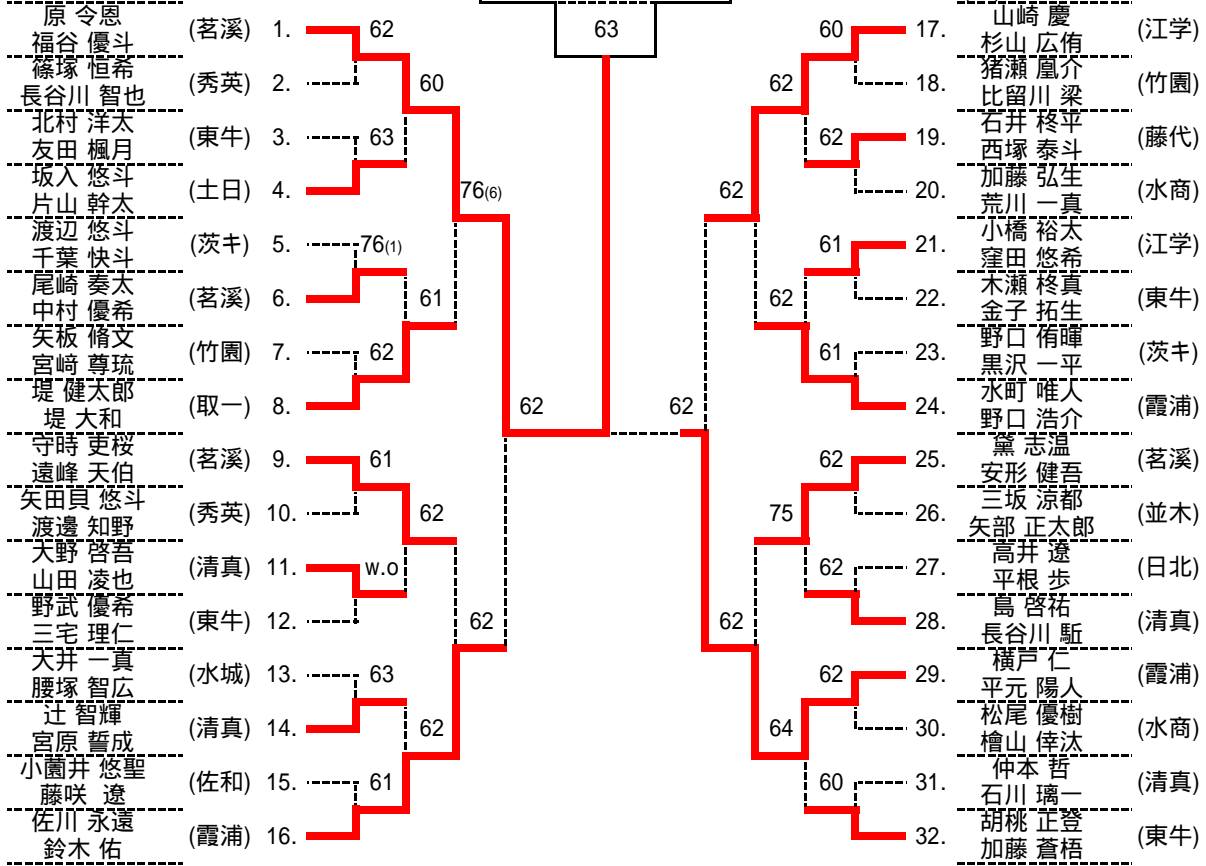 63
原 令恩
福谷 優斗
(茗溪) 1.
62
篠塚 恒希
長谷川 智也
(秀英) 2.
60
北村 洋太
友田 楓月
(東牛) 3.
63
坂入 悠斗
片山 幹太
(土日) 4.
76(6)
渡辺 悠斗
千葉 快斗
(茨キ) 5.
76(1)
尾崎 奏太
中村 優希
(茗溪) 6.
61
矢板 脩文
宮﨑 尊琉
(竹園) 7.
62
堤 健太郎
堤 大和
(取一) 8.
62
守時 吏桜
遠峰 天伯
(茗溪) 9.
61
矢田貝 悠斗
渡邊 知野
(秀英) 10.
62
大野 啓吾
山田 凌也
(清真) 11.
w.o
野武 優希
三宅 理仁
(東牛) 12.
62
大井 一真
腰塚 智広
(水城) 13.
63
辻 智輝
宮原 誓成
(清真) 14.
62
小薗井 悠聖
藤咲 遼
(佐和) 15.
61
佐川 永遠
鈴木 佑
(霞浦) 16.
60
17.
山崎 慶
杉山 広侑
(江学)
62
18.
猪瀬 凰介
比留川 梁
(竹園)
62
19.
石井 柊平
西塚 泰斗
(藤代)
62
20.
加藤 弘生
荒川 一真
(水商)
61
21.
小橋 裕太
窪田 悠希
(江学)
62
22.
木瀬 柊真
金子 拓生
(東牛)
61
23.
野口 侑暉
黒沢 一平
(茨キ)
62
24.
水町 唯人
野口 浩介
(霞浦)
62
25.
黛 志温
安形 健吾
(茗溪)
75
26.
三坂 涼都
矢部 正太郎
(並木)
62
27.
高井 遼
平根 歩
(日北)
62
28.
島 啓祐
長谷川 駈
(清真)
62
29.
横戸 仁
平元 陽人
(霞浦)
64
30.
松尾 優樹
檜山 倖汰
(水商)
60
31.
仲本 哲
石川 璃一
(清真)
32.
胡桃 正登
加藤 蒼梧
(東牛)